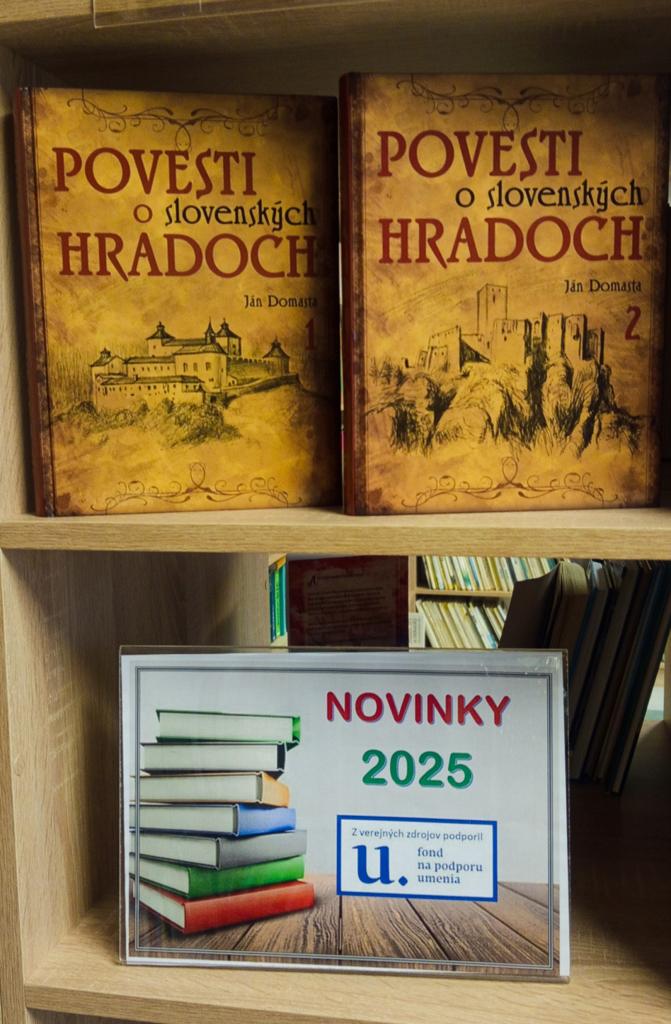 POVESTI
o slovenských
HRADOCH
Ján Domasta
1
POVESTI
o slovenských
HRADOCH
Ján Domasta
2
NOVINKY
2025
Z verejných zdrojov podporil
u.
fond
na podporu
umenia